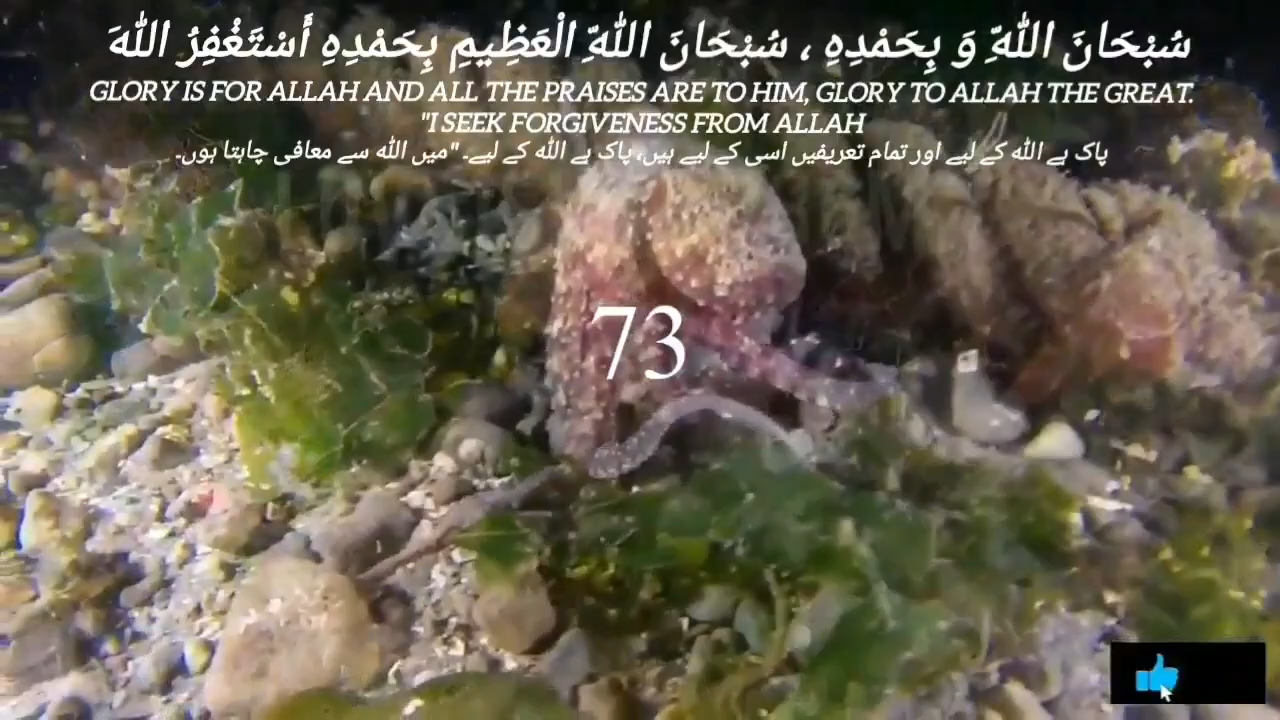 سُبْحَانَ اللّهِ وَ بِحَمْدِهِ ، سُبْحَانَ اللّهِ الْعَظِيمِ بِحَمْدِهِ أَسْتَغْفِرُ اللّهَ
GLORY IS FOR ALLAH AND ALL THE PRAISES ARE TO HIM, GLORY TO ALLAH THE GREAT.
"I SEEK FORGIVENESS FROM ALLAH
پاک ہے اللہ کے لیے اور تمام تعریفیں اسی کے لیے ہیں، پاک ہے اللہ کے لیے۔ "میں اللہ سے معافی چاہتا ہوں۔
73